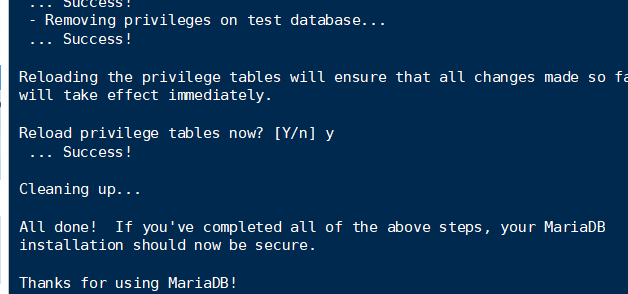 ... Success!
- Removing privileges on test database...
... Success!
Reloading the privilege tables will ensure that all changes made so fa
will take effect immediately.
Reload privilege tables now? [Y/n] y
... Success!
Cleaning up...
All done!  If you've completed all of the above steps, your MariaDB
installation should now be secure.
Thanks for using MariaDB!